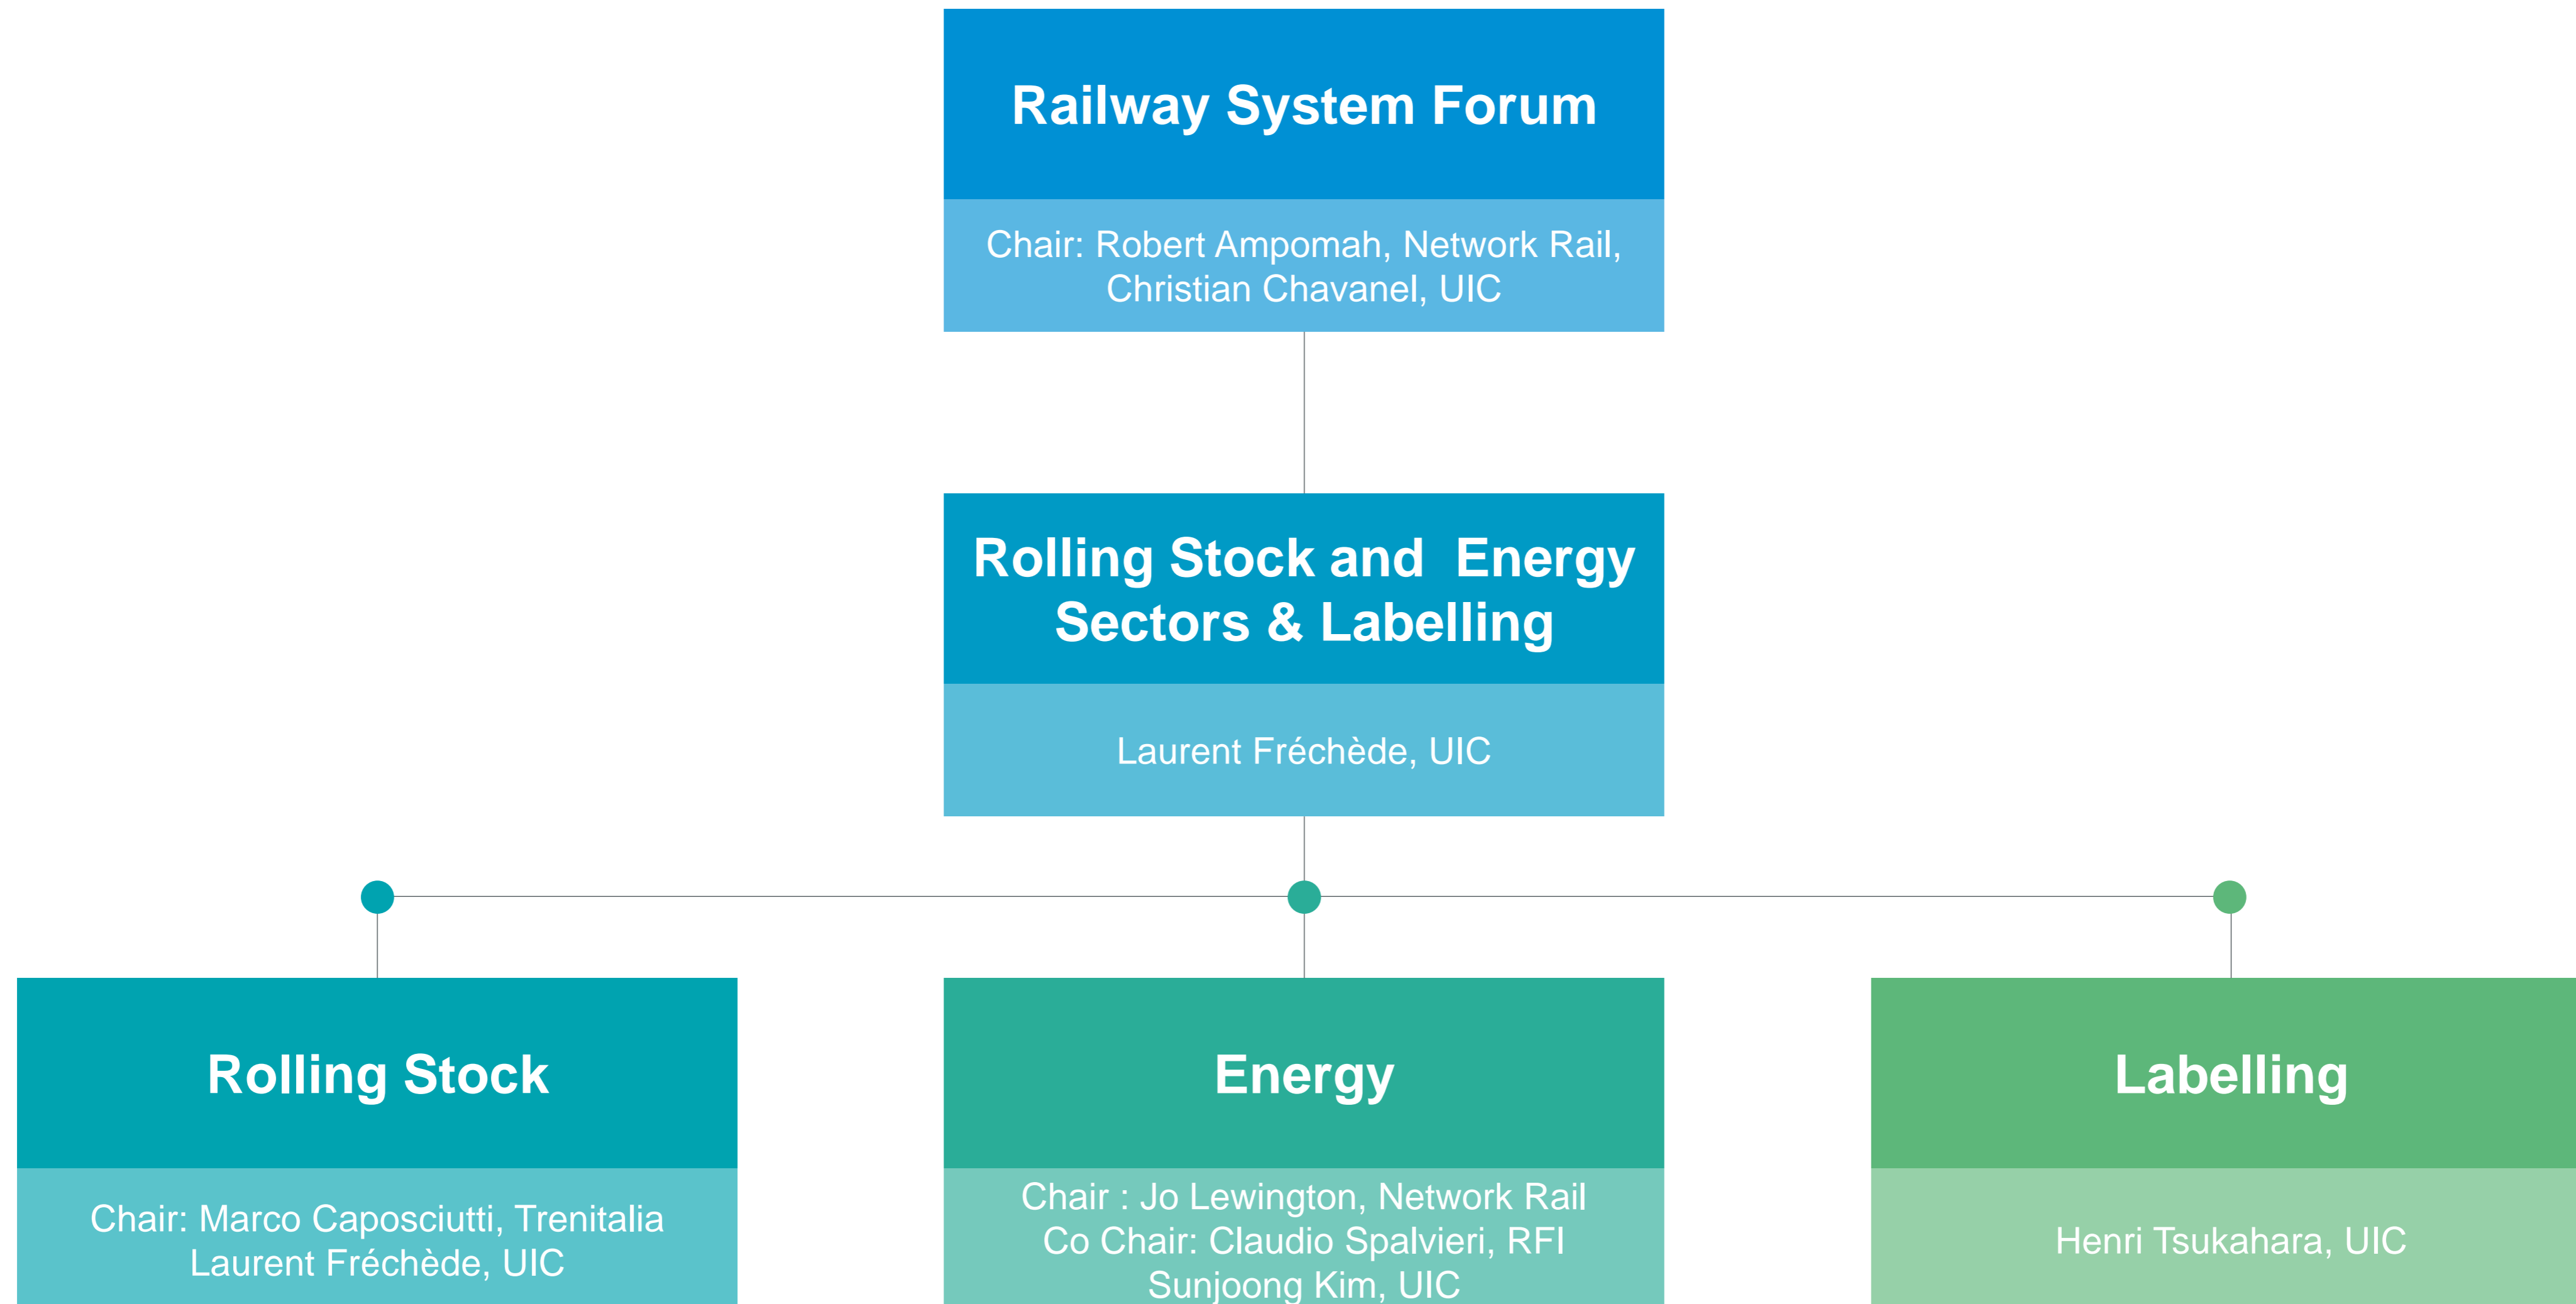 Railway System Forum
Chair: Robert Ampomah, Network Rail,
Christian Chavanel, UIC
Rolling Stock and  Energy
Sectors & Labelling
Laurent Fréchède, UIC
Rolling Stock
Chair: Marco Caposciutti, Trenitalia
Laurent Fréchède, UIC
Energy
Chair : Jo Lewington, Network Rail
Co Chair: Claudio Spalvieri, RFI
Sunjoong Kim, UIC
Labelling
Henri Tsukahara, UIC